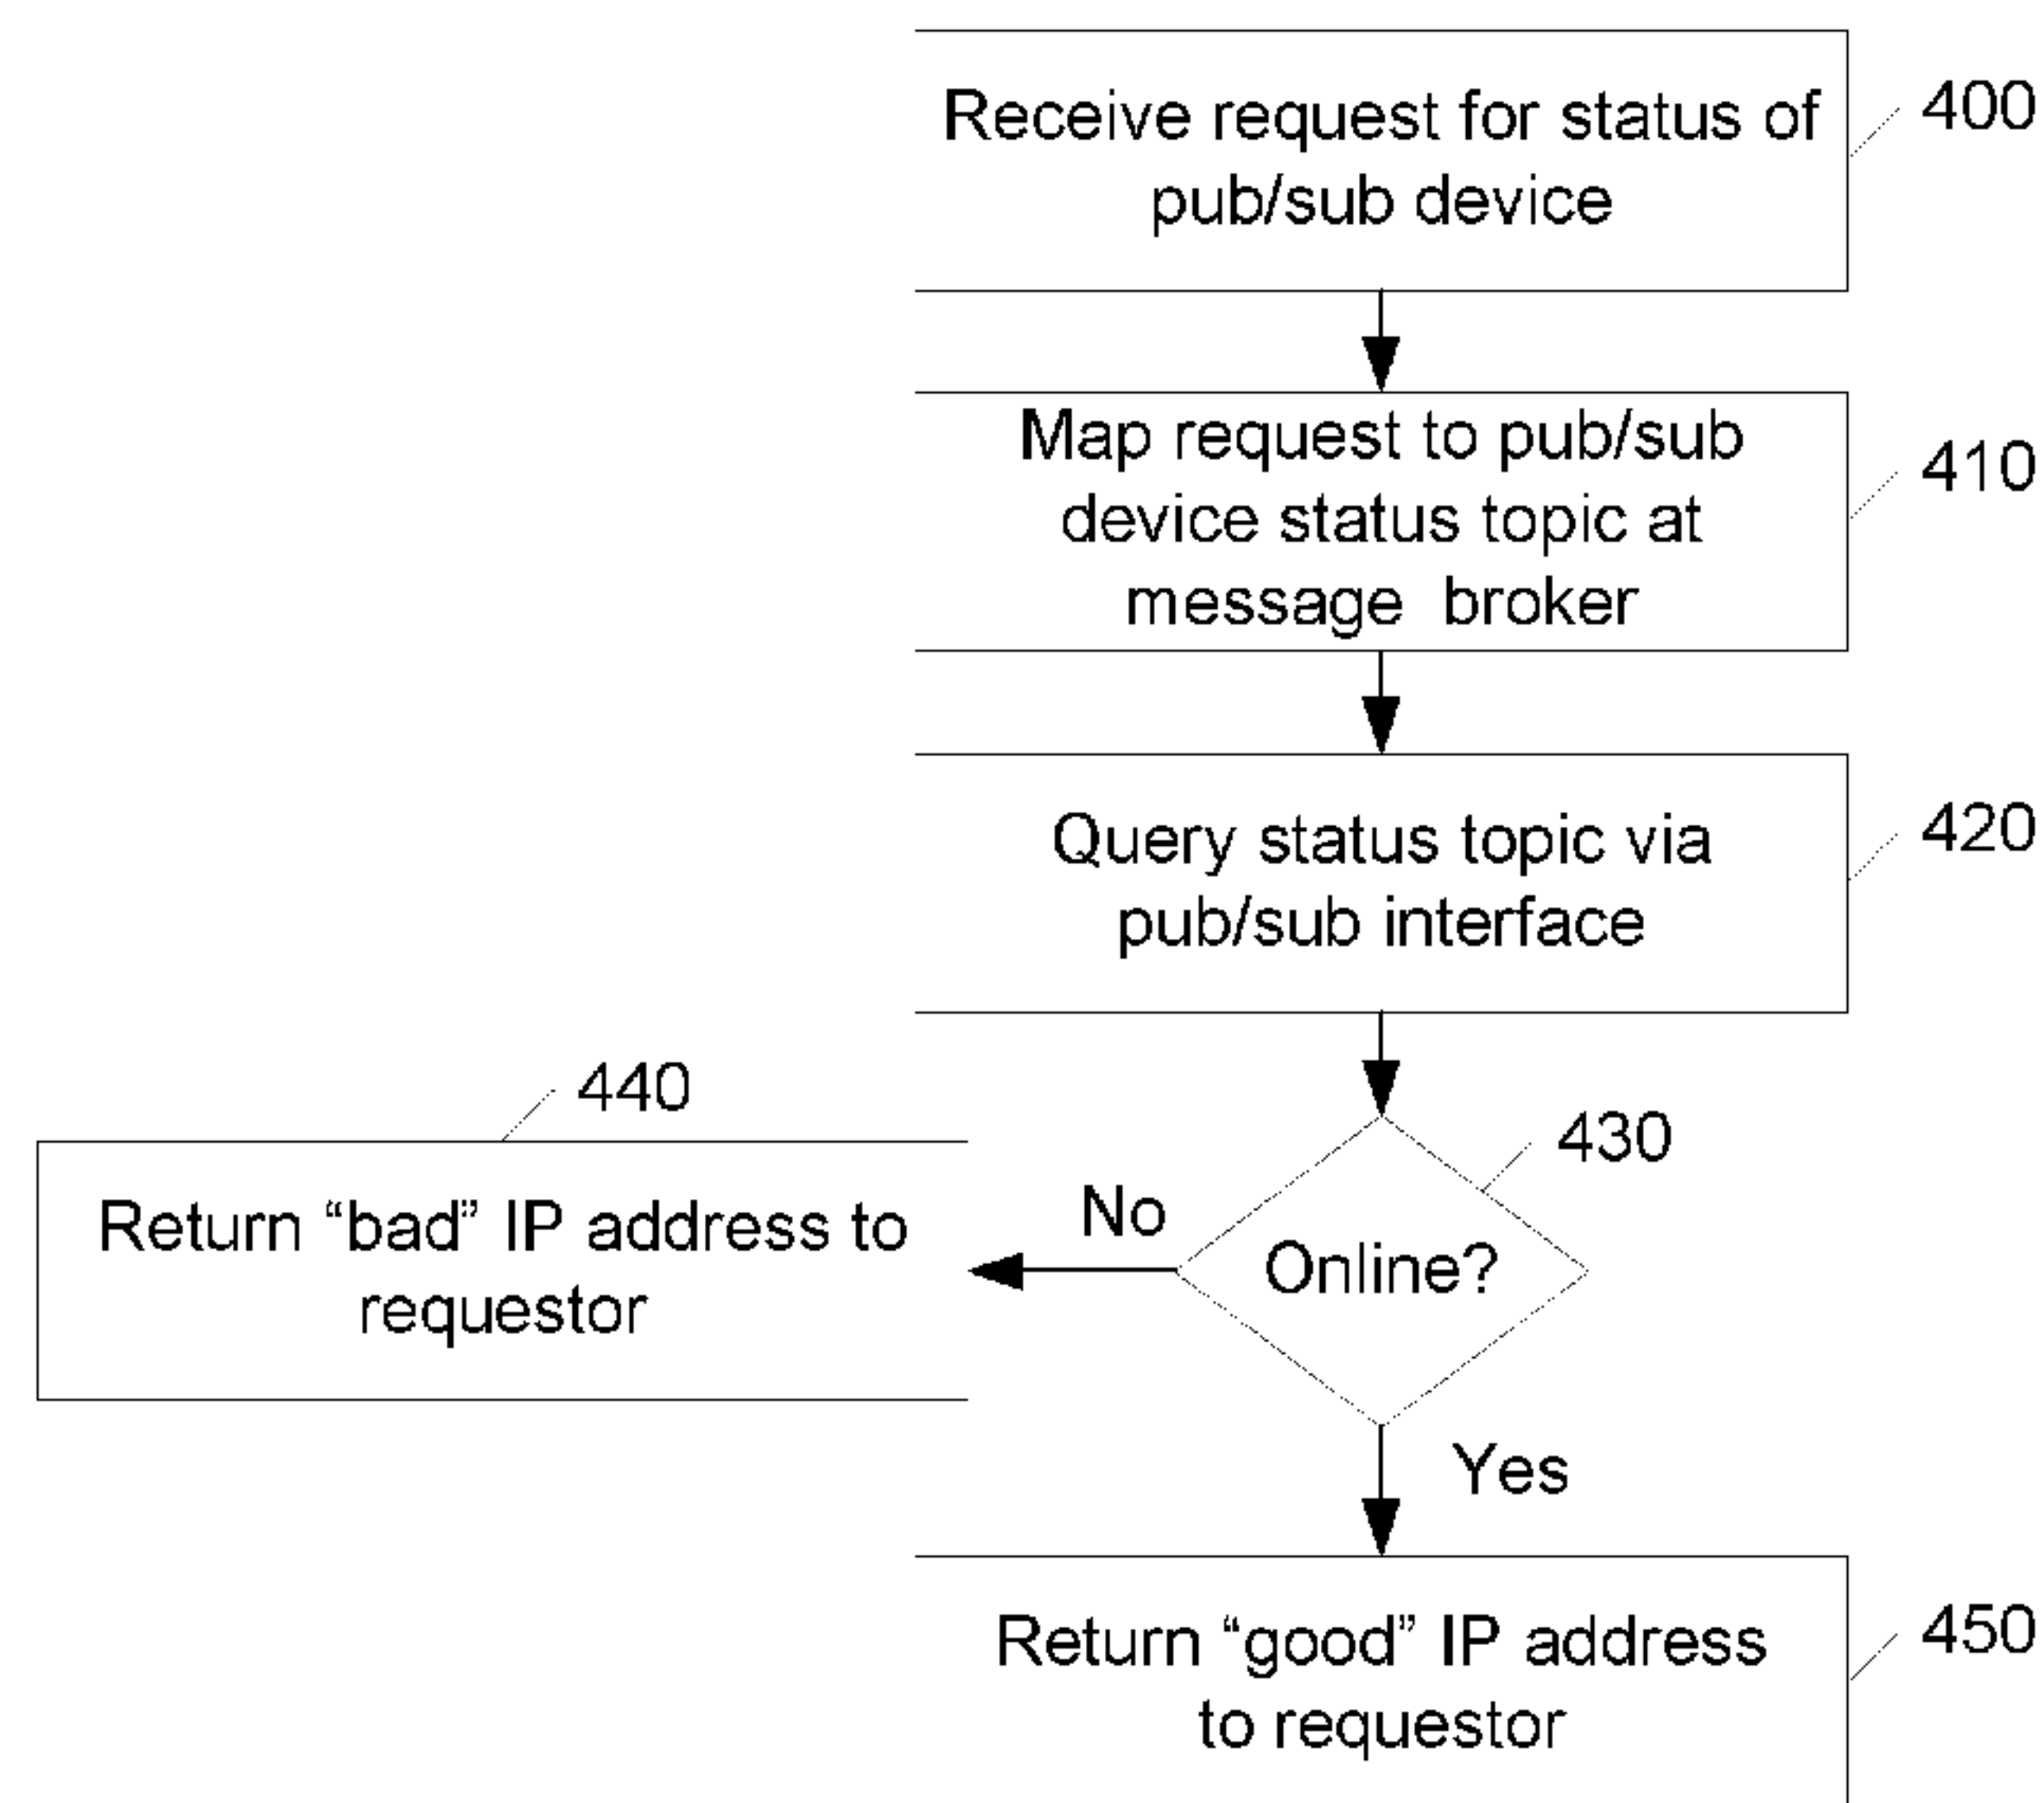 Receive request for status of
pub/sub device
400
Map request to pub/sub
device status topic at
message broker
410
Query status topic via
pub/sub interface
420
440
430
Return “bad” IP address to
requestor
No
Online?
Yes
Return “good” IP address
to requestor
450